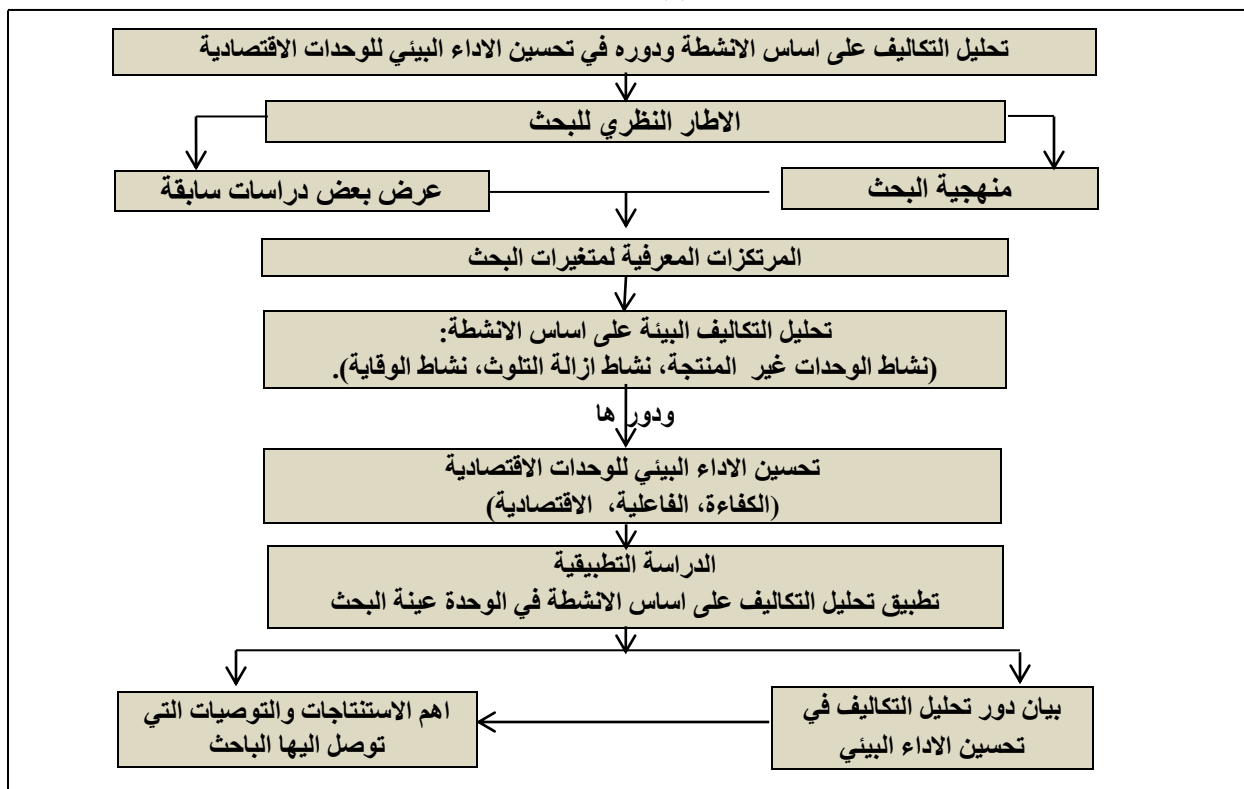 تحليل التكاليف على اساس الانشطة ودوره في تحسين الاداء البيئي للوحدات الاقتصادية
الاطار النظري للبحث
منهجية البحث
عرض بعض دراسات سابقة
المرتكزات المعرفية لمتغيرات البحث
تحليل التكاليف البيئة على اساس الانشطة:
(نشاط الوحدات غير المنتجة، نشاط ازالة التلوث، نشاط الوقاية).
ودور ها
تحسين الاداء البيئي للوحدات الاقتصادية
(الكفاءة، الفاعلية، الاقتصادية)
الدراسة التطبيقية
تطبيق تحليل التكاليف على اساس الانشطة في الوحدة عينة البحث
بيان دور تحليل التكاليف في
تحسين الاداء البيئي
اهم الاستنتاجات والتوصيات التي
توصل اليها الباحث